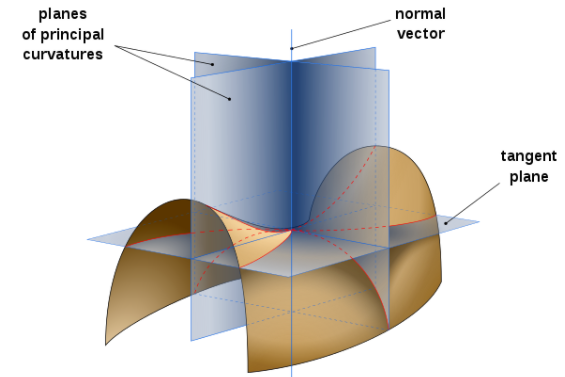 planes
of principal
curvatures
normal
vector
tangent
plane